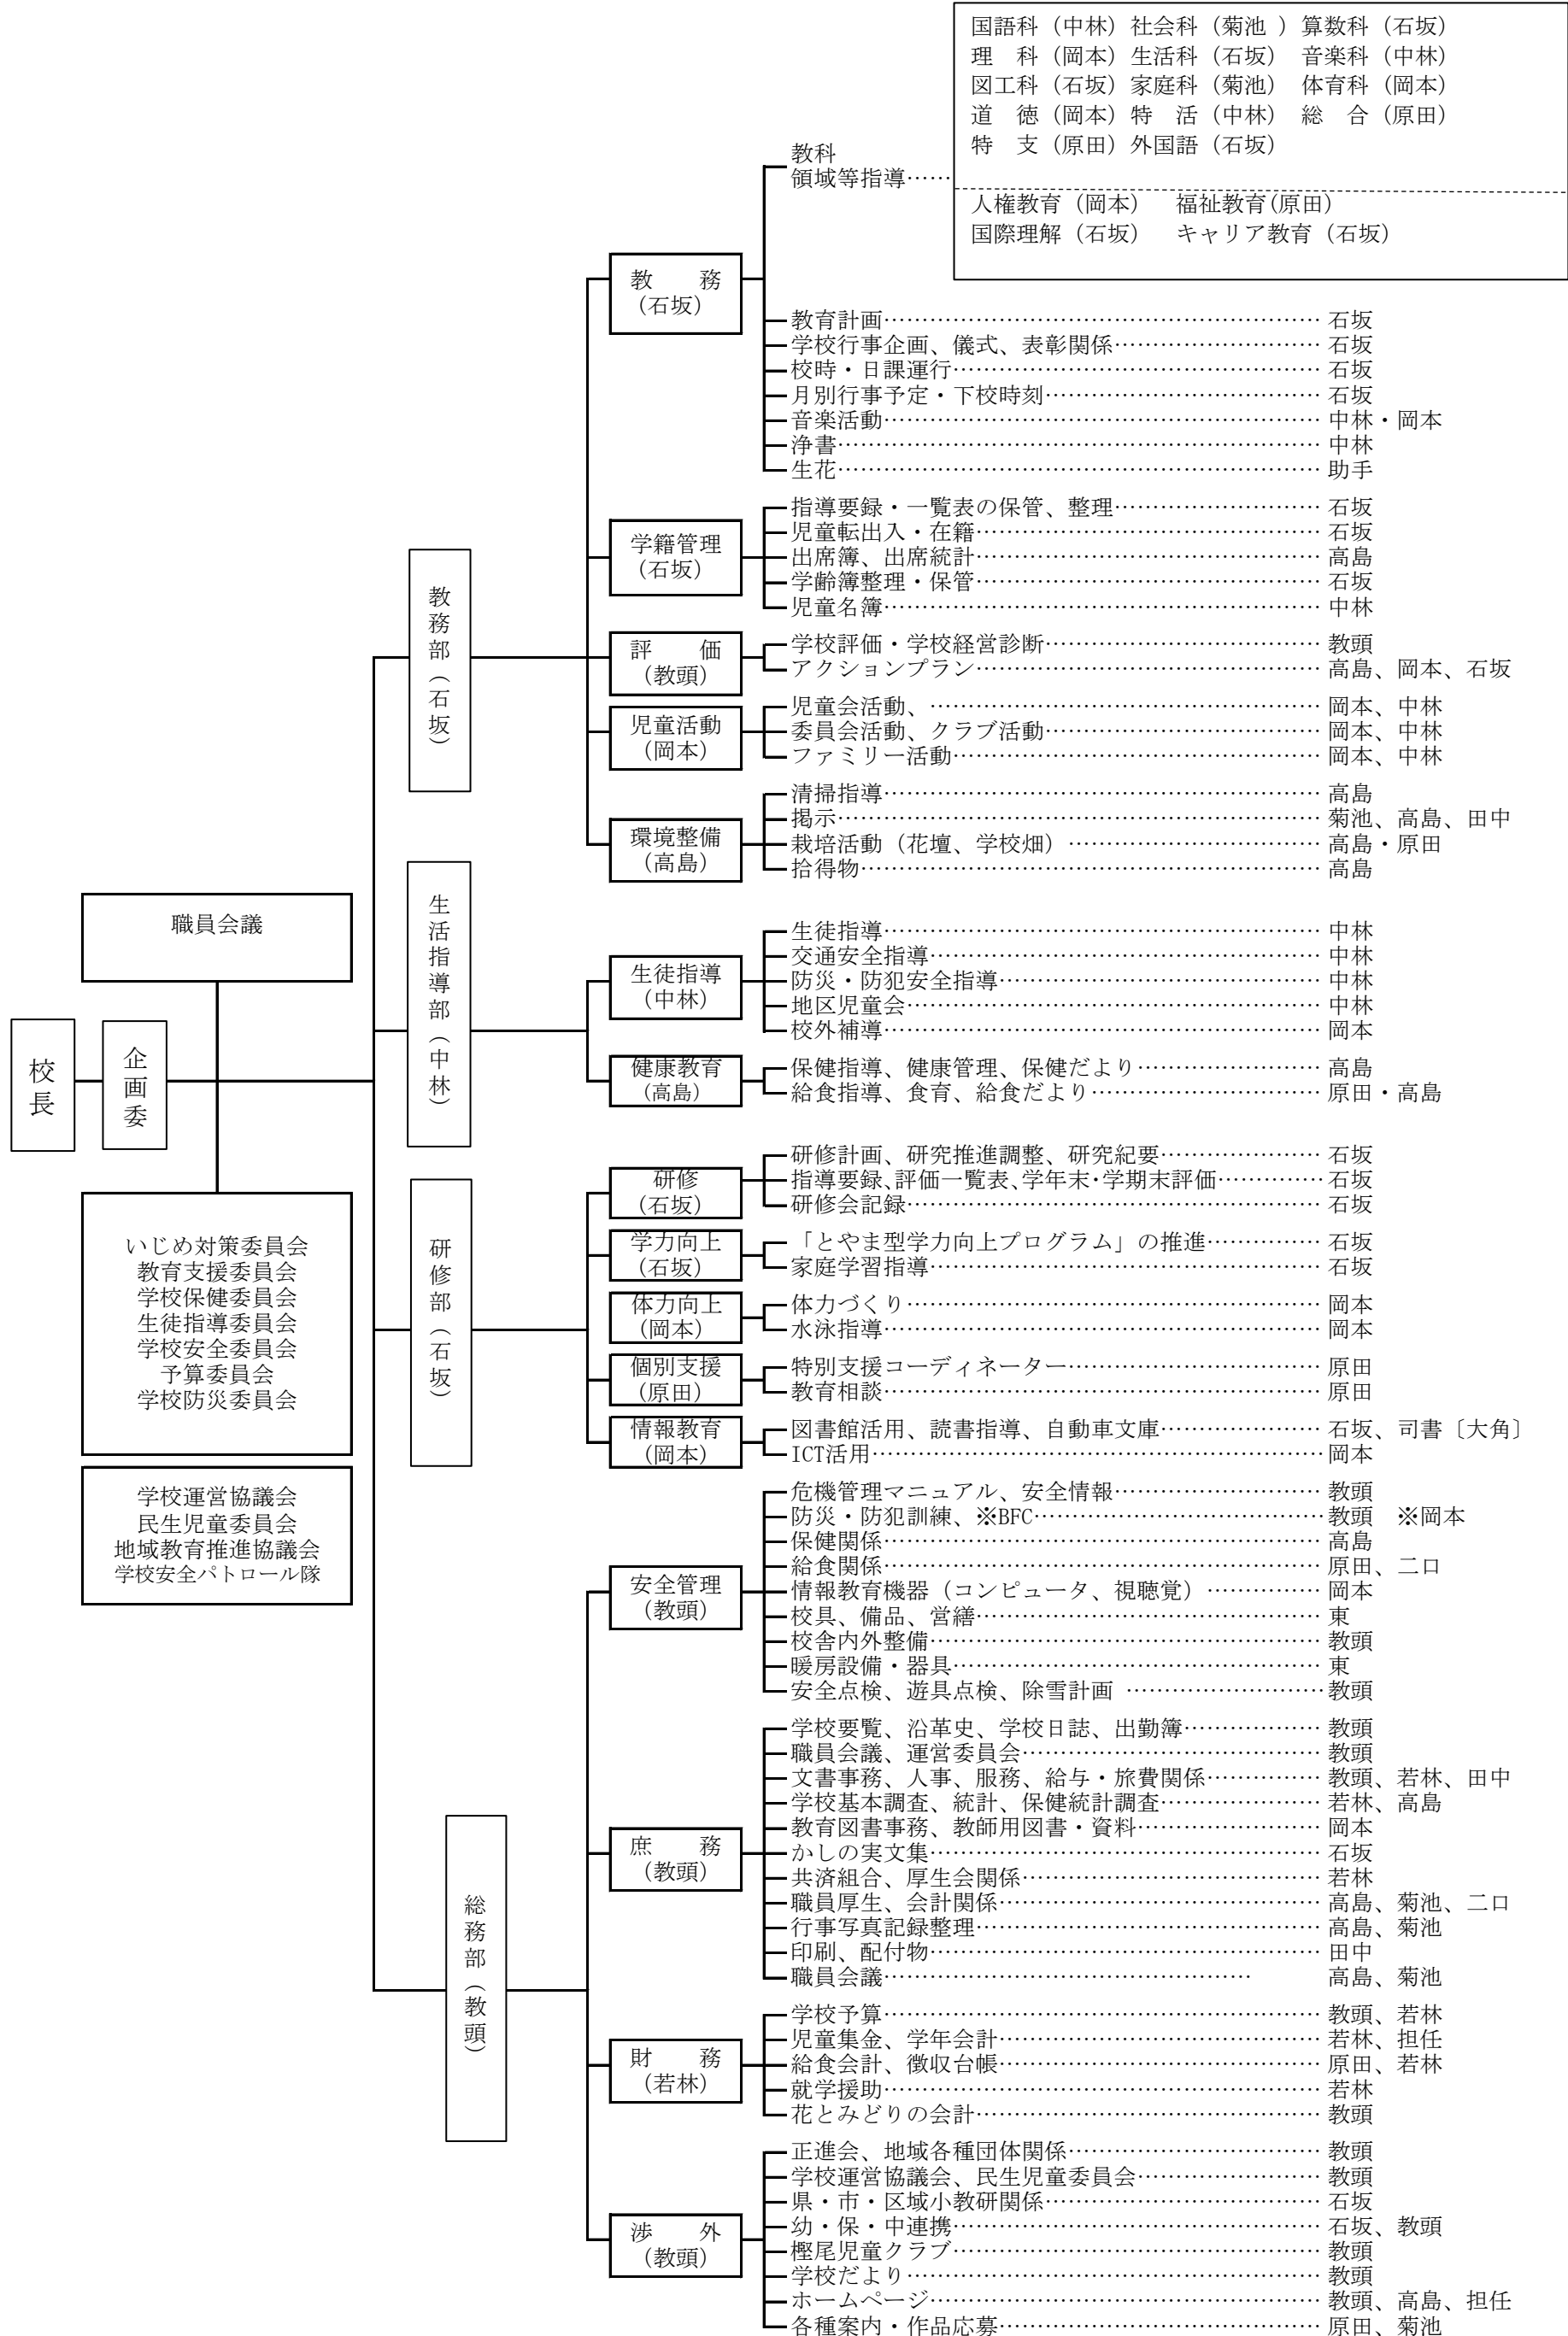 国語科（中林）社会科（菊池 ）算数科（石坂）
理　科（岡本）生活科（石坂）　音楽科（中林）
図工科（石坂）家庭科（菊池）　体育科（岡本）
道　徳（岡本）特　活（中林）　総　合（原田）
特　支（原田）外国語（石坂）
人権教育（岡本）　福祉教育(原田）
国際理解（石坂）　キャリア教育（石坂）
教科
領域等指導……
教　　務
（石坂）
教育計画………………………………………………… 石坂
学校行事企画、儀式、表彰関係……………………… 石坂
校時・日課運行………………………………………… 石坂
月別行事予定・下校時刻……………………………… 石坂
音楽活動………………………………………………… 中林・岡本
浄書……………………………………………………… 中林
生花……………………………………………………… 助手
学籍管理
（石坂）
指導要録・一覧表の保管、整理……………………… 石坂
児童転出入・在籍……………………………………… 石坂
出席簿、出席統計……………………………………… 高島
学齢簿整理・保管……………………………………… 石坂
児童名簿………………………………………………… 中林
教務部（石坂）
評　　価
（教頭）
学校評価・学校経営診断……………………………… 教頭
アクションプラン……………………………………… 高島、岡本、石坂
児童活動
（岡本）
児童会活動、…………………………………………… 岡本、中林
委員会活動、クラブ活動……………………………… 岡本、中林
ファミリー活動………………………………………… 岡本、中林
環境整備
（高島）
清掃指導………………………………………………… 高島
掲示……………………………………………………… 菊池、高島、田中
栽培活動（花壇、学校畑）…………………………… 高島・原田
拾得物…………………………………………………… 高島
職員会議
校長
企画委
生活指導部（中林）
生徒指導
（中林）
生徒指導………………………………………………… 中林
交通安全指導…………………………………………… 中林
防災・防犯安全指導…………………………………… 中林
地区児童会……………………………………………… 中林
校外補導………………………………………………… 岡本
健康教育
（高島）
保健指導、健康管理、保健だより…………………… 高島
給食指導、食育、給食だより………………………… 原田・高島
いじめ対策委員会
教育支援委員会
学校保健委員会
生徒指導委員会
学校安全委員会
予算委員会
学校防災委員会
学校運営協議会
民生児童委員会
地域教育推進協議会
学校安全パトロール隊
研修部（石坂）
研修
（石坂）
研修計画、研究推進調整、研究紀要………………… 石坂
指導要録､評価一覧表､学年末･学期末評価………… 石坂
研修会記録……………………………………………… 石坂
学力向上
（石坂）
「とやま型学力向上プログラム」の推進…………… 石坂
家庭学習指導…………………………………………… 石坂
体力向上
（岡本）
体力づくり……………………………………………… 岡本
水泳指導………………………………………………… 岡本
個別支援
（原田）
特別支援コーディネーター…………………………… 原田
教育相談………………………………………………… 原田
情報教育
（岡本）
図書館活用、読書指導、自動車文庫………………… 石坂、司書〔大角〕
ICT活用…………………………………………………… 岡本
総務部（教頭）
安全管理
（教頭）
危機管理マニュアル、安全情報……………………… 教頭
防災・防犯訓練、※BFC……………………………… 教頭　※岡本
保健関係………………………………………………… 高島
給食関係………………………………………………… 原田、二口
情報教育機器（コンピュータ、視聴覚）…………… 岡本
校具、備品、営繕……………………………………… 東
校舎内外整備…………………………………………… 教頭
暖房設備・器具………………………………………… 東
安全点検、遊具点検、除雪計画 …………………… 教頭
庶　　務
（教頭）
学校要覧、沿革史、学校日誌、出勤簿……………… 教頭
職員会議、運営委員会………………………………… 教頭
文書事務、人事、服務、給与・旅費関係…………… 教頭、若林、田中
学校基本調査、統計、保健統計調査………………… 若林、高島
教育図書事務、教師用図書・資料…………………… 岡本
かしの実文集…………………………………………… 石坂
共済組合、厚生会関係………………………………… 若林
職員厚生、会計関係…………………………………… 高島、菊池、二口
行事写真記録整理……………………………………… 高島、菊池
印刷、配付物…………………………………………… 田中
職員会議…………………………………………　　　 高島、菊池
財　　務
（若林）
学校予算………………………………………………… 教頭、若林
児童集金、学年会計…………………………………… 若林、担任
給食会計、徴収台帳…………………………………… 原田、若林
就学援助………………………………………………… 若林
花とみどりの会計……………………………………… 教頭
渉　　外
（教頭）
正進会、地域各種団体関係…………………………… 教頭
学校運営協議会、民生児童委員会…………………… 教頭
県・市・区域小教研関係……………………………… 石坂
幼・保・中連携………………………………………… 石坂、教頭
樫尾児童クラブ………………………………………… 教頭
学校だより……………………………………………… 教頭
ホームページ…………………………………………… 教頭、高島、担任
各種案内・作品応募…………………………………… 原田、菊池